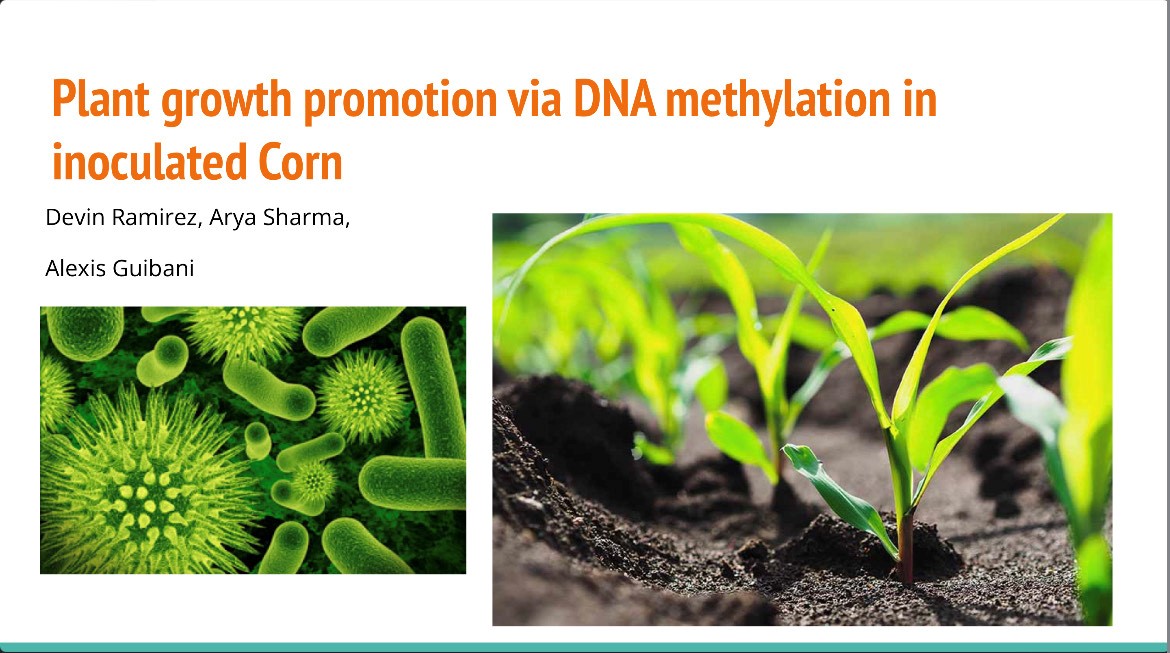 Plant growth promotion via DNA methylation in
inoculated Corn
Devin Ramirez, Arya Sharma,
Alexis Guibani